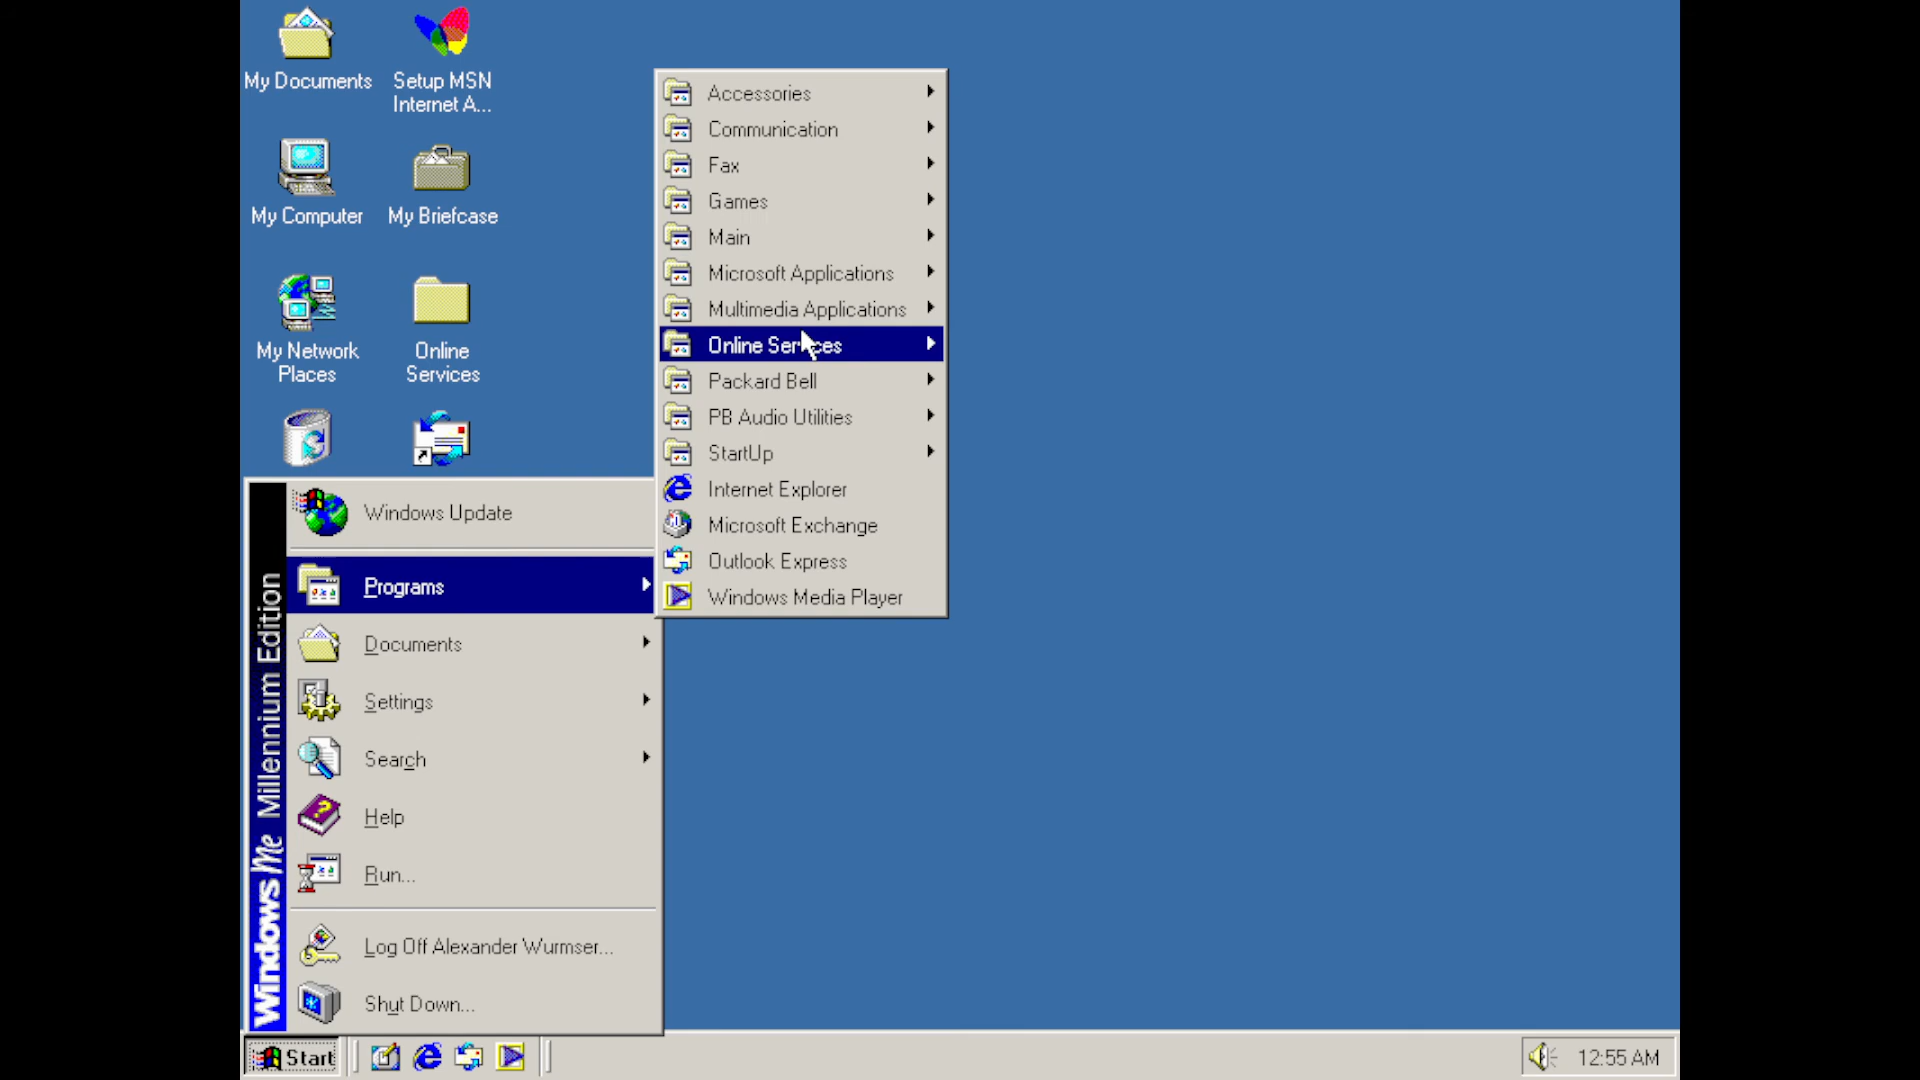 My Documents
Setup MSN
Internet A...
My Computer
My Briefcase
My Network
Places
Online
Services
Accessories
Communication
Fax
Games
Main
Microsoft Applications
Multimedia Applications
Online Services
Packard Bell
PB Audio Utilities
StartUp
Internet Explorer
Microsoft Exchange
Outlook Express
Windows Media Player
Windows Me Millennium Edition
Windows Update
Programs
Documents
Settings
Search
Help
Run...
Log Off Alexander Wurmser...
Shut Down...
Start
12:55 AM